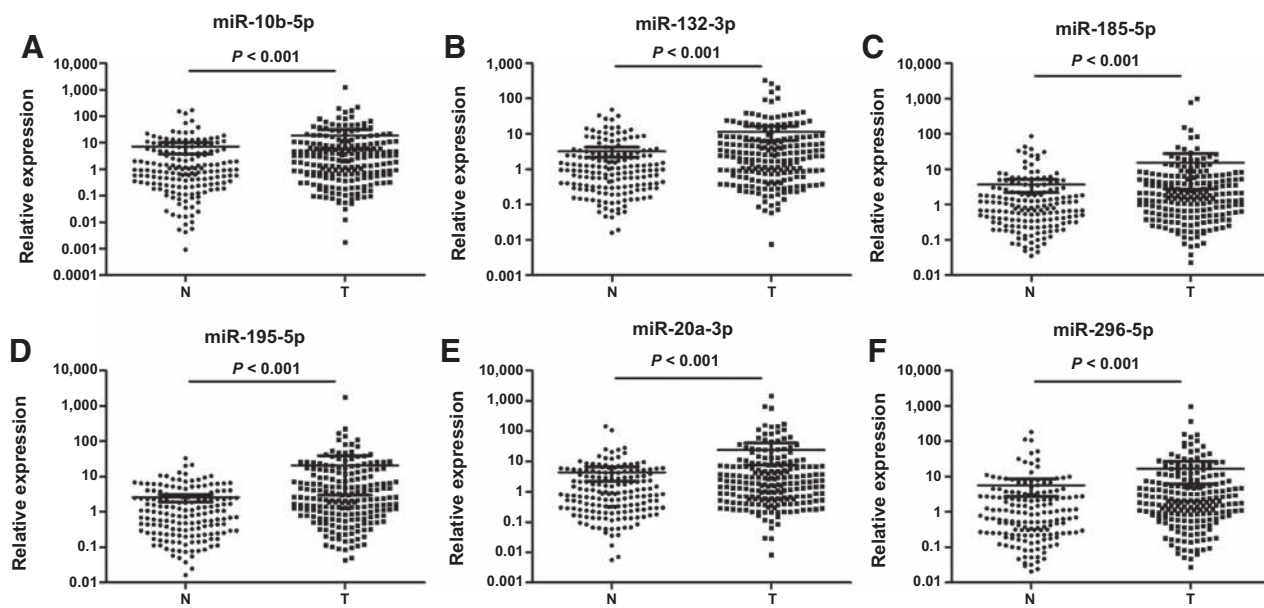 A
miR-10b-5p
P < 0.001
Relative expression
10,000
1,000
100
10
1
0.1
0.01
0.001
0.0001
N T
B
miR-132-3p
P < 0.001
Relative expression
1,000
100
10
1
0.1
0.01
0.001
N T
C
miR-185-5p
P < 0.001
Relative expression
10,000
1,000
100
10
1
0.1
0.01
N T
D
miR-195-5p
P < 0.001
Relative expression
10,000
1,000
100
10
1
0.1
0.01
N T
E
miR-20a-3p
P < 0.001
Relative expression
10,000
1,000
100
10
1
0.1
0.01
0.001
N T
F
miR-296-5p
P < 0.001
Relative expression
10,000
1,000
100
10
1
0.1
0.01
N T